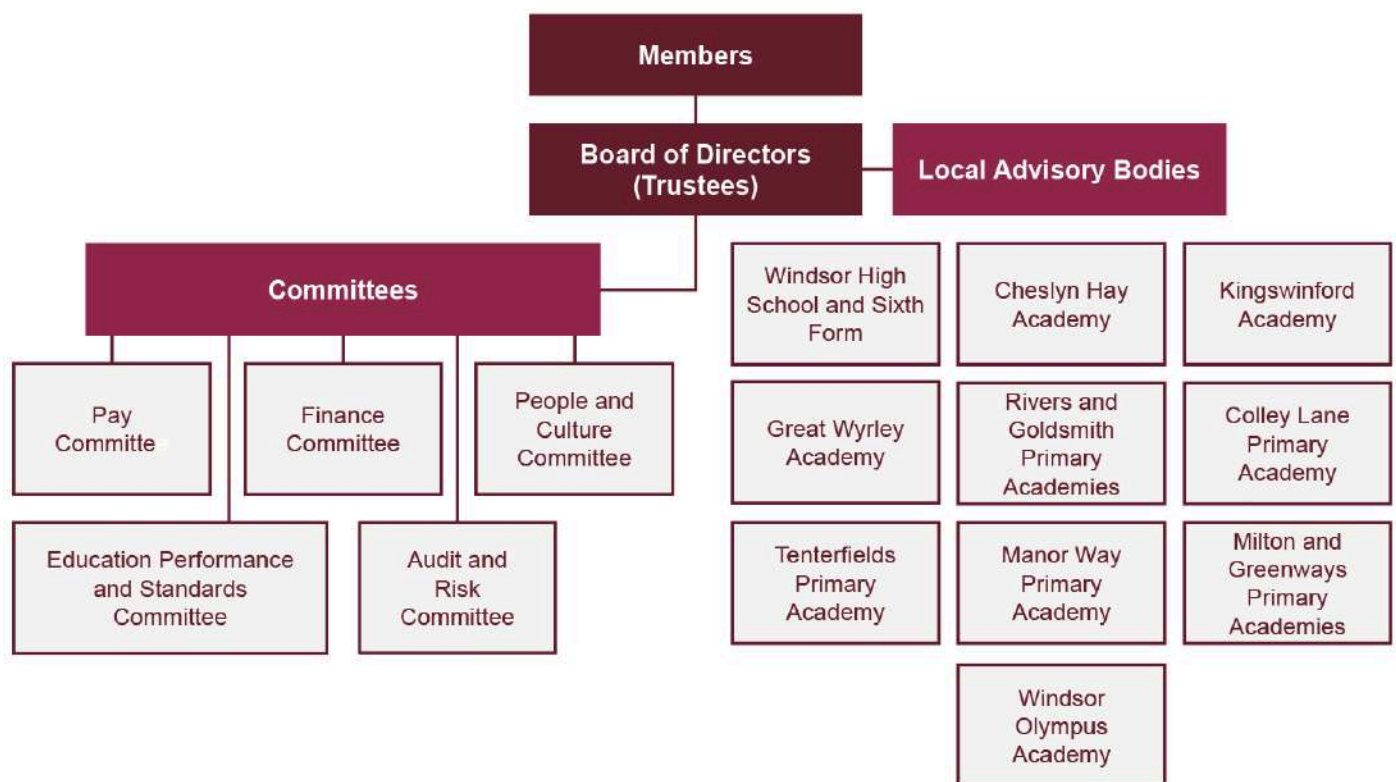 Members
Board of Directors
(Trustees)
Local Advisory Bodies
Committees
Pay
Committe
Finance
Committee
People and
Culture
Committee
Education Performance
and Standards
Committee
Audit and
Risk
Committee
Windsor High
School and Sixth
Form
Cheslyn Hay
Academy
Kingswinford
Academy
Great Wyrley
Academy
Rivers and
Goldsmith
Primary
Academies
Colley Lane
Primary
Academy
Tenterfields
Primary
Academy
Manor Way
Primary
Academy
Milton and
Greenways
Primary
Academies
Windsor
Olympus
Academy